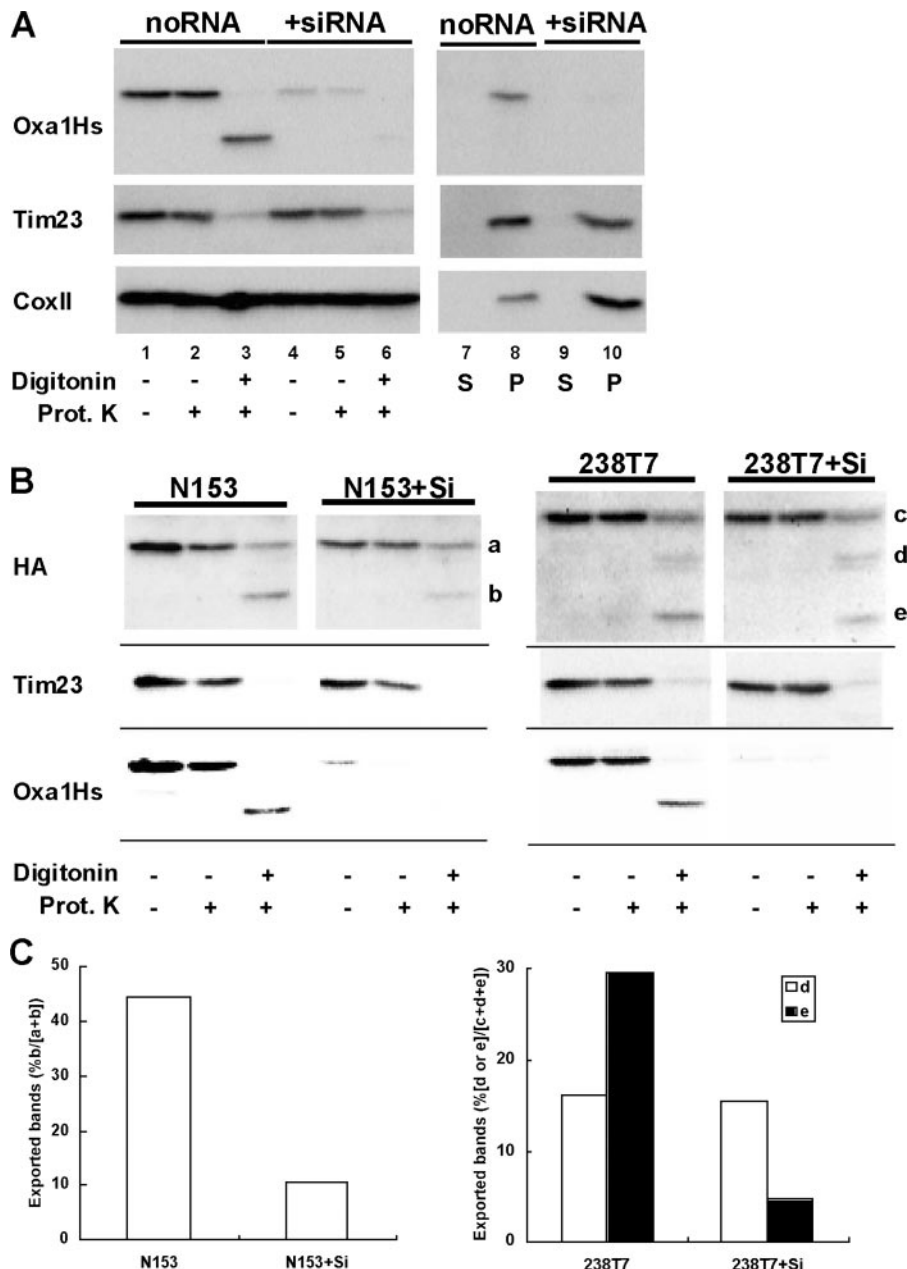 A
noRNA +siRNA noRNA +siRNA
Oxa1Hs
Tim23
CoxII
1 2 3 4 5 6 7 8 9 10
Digitonin - - + - - + S P S P
Prot. K - + + - + +
B
N153 N153+Si 238T7 238T7+Si
HA
a
b
c
d
e
Tim23
Oxa1Hs
Digitonin - - + - - + - - + - - +
Prot. K - + + - + + - + + - + +
C
Exported bands (%b/[a+b])
50
40
30
20
10
0
N153 N153+Si
Exported bands (%[d or e]/[c+d+e])
30
20
10
0
d
e
238T7 238T7+Si